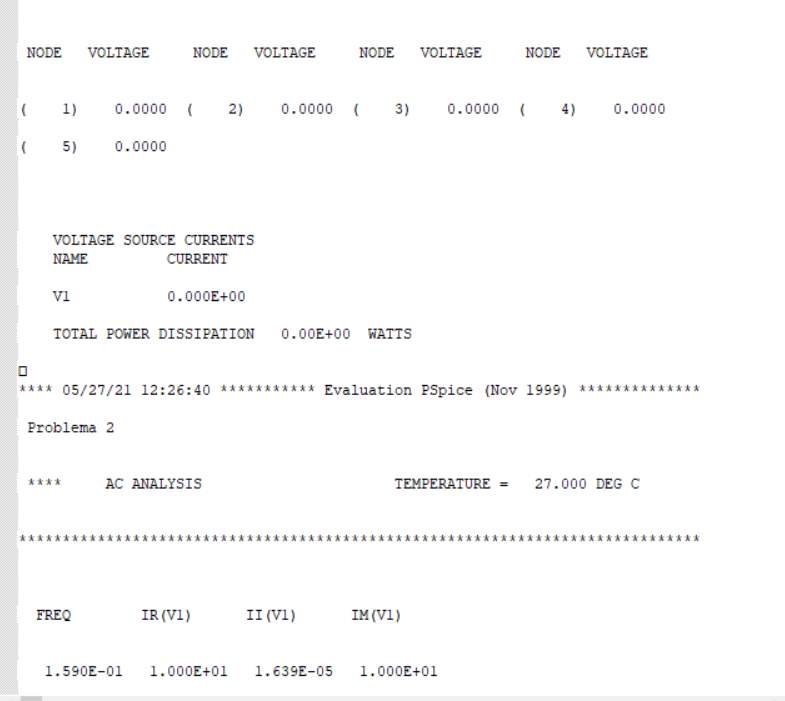 NODE   VOLTAGE     NODE   VOLTAGE     NODE   VOLTAGE     NODE   VOLTAGE
(    1)    0.0000  (    2)    0.0000  (    3)    0.0000  (    4)    0.0000
(    5)    0.0000
VOLTAGE SOURCE CURRENTS
NAME         CURRENT
V1           0.000E+00
TOTAL POWER DISSIPATION   0.00E+00  WATTS
□
**** 05/27/21 12:26:40 *********** Evaluation PSpice (Nov 1999) **************
Problema 2
****     AC ANALYSIS                      TEMPERATURE =   27.000 DEG C
******************************************************************************
FREQ        IR(V1)      II(V1)      IM(V1)
1.590E-01   1.000E+01   1.639E-05   1.000E+01